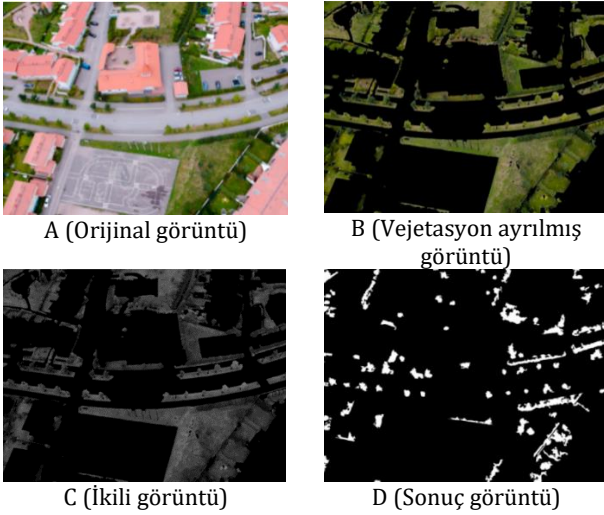 A (Orijinal görüntü)
B (Vejetasyon ayrılmış
görüntü)
C (İkili görüntü)
D (Sonuç görüntü)